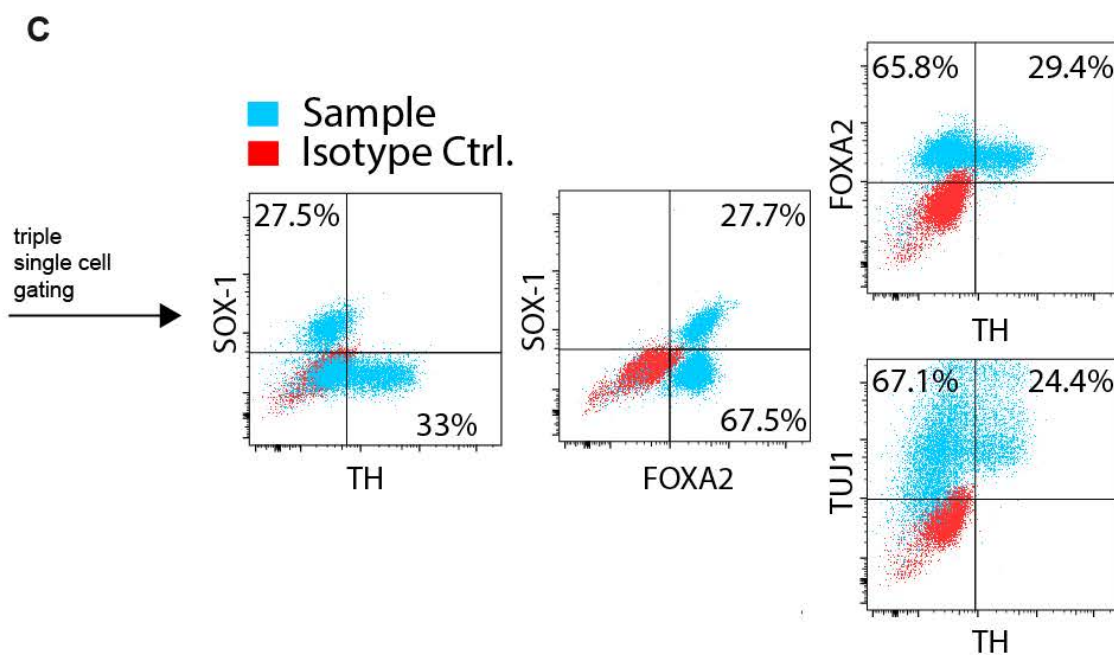 C
Sample
Isotype Ctrl.
triple
single cell
gating
27.5%
SOX-1
33%
TH
27.7%
SOX-1
67.5%
FOXA2
65.8% 29.4%
FOXA2
TH
67.1% 24.4%
TUJ1
TH